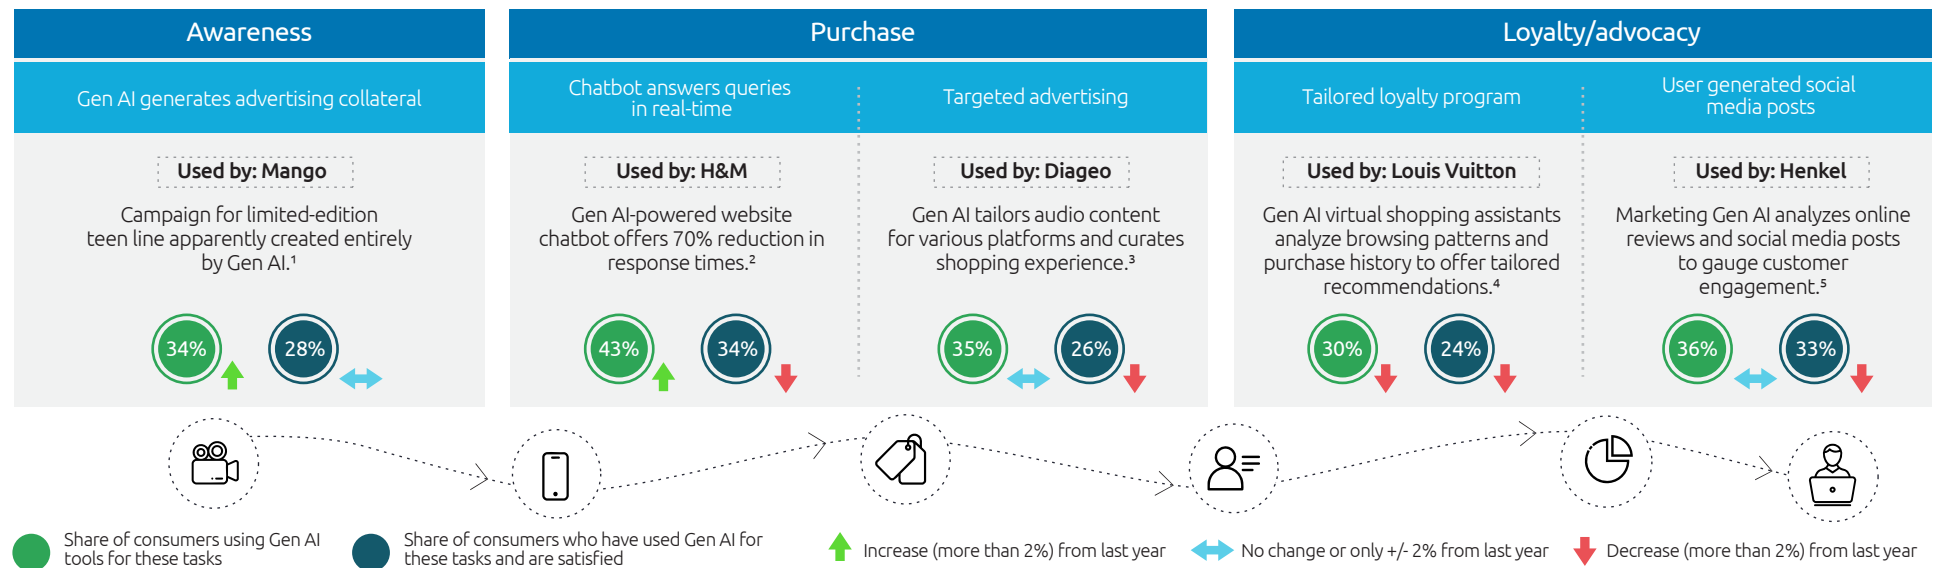 Awareness
Purchase
Loyalty/advocacy
Gen AI generates advertising collateral
Chatbot answers queries
in real-time
Targeted advertising
Tailored loyalty program
User generated social
media posts
Used by: Mango
Campaign for limited-edition
teen line apparently created entirely
by Gen AI.¹
34%
28%
Used by: H&M
Gen AI-powered website
chatbot offers 70% reduction in
response times.²
43%
34%
Used by: Diageo
Gen AI tailors audio content
for various platforms and curates
shopping experience.³
35%
26%
Used by: Louis Vuitton
Gen AI virtual shopping assistants
analyze browsing patterns and
purchase history to offer tailored
recommendations.⁴
30%
24%
Used by: Henkel
Marketing Gen AI analyzes online
reviews and social media posts
to gauge customer
engagement.⁵
36%
33%
Share of consumers using Gen AI
tools for these tasks
Share of consumers who have used Gen AI for
these tasks and are satisfied
Increase (more than 2%) from last year
No change or only +/- 2% from last year
Decrease (more than 2%) from last year